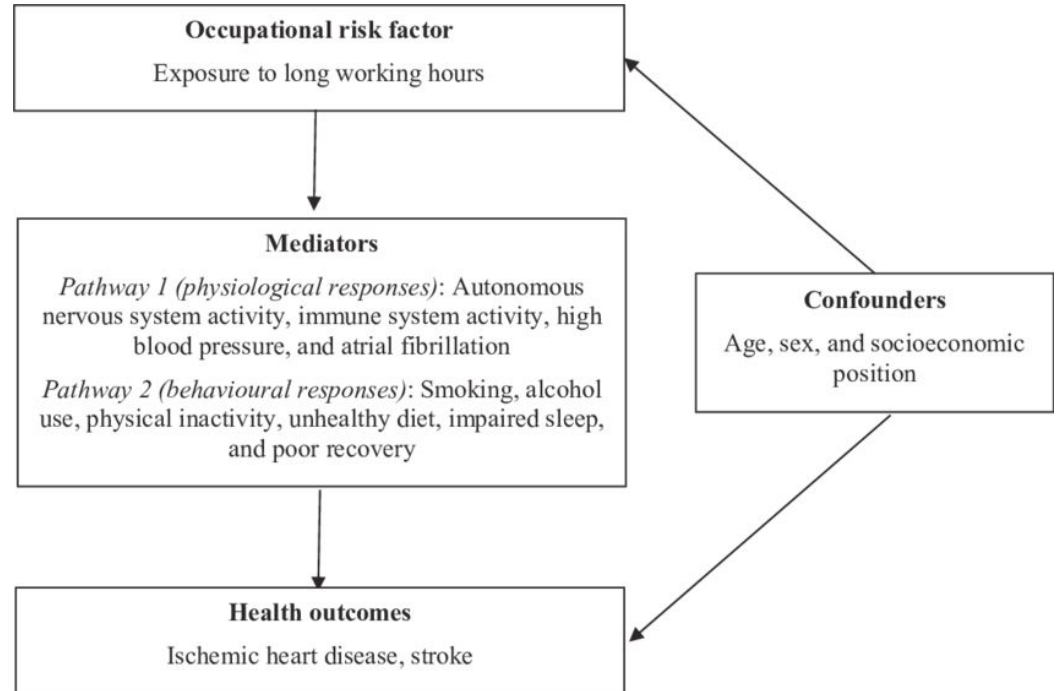 Occupational risk factor
Exposure to long working hours
Mediators
Pathway 1 (physiological responses): Autonomous
nervous system activity, immune system activity, high
blood pressure, and atrial fibrillation
Pathway 2 (behavioural responses): Smoking, alcohol
use, physical inactivity, unhealthy diet, impaired sleep,
and poor recovery
Confounders
Age, sex, and socioeconomic
position
Health outcomes
Ischemic heart disease, stroke